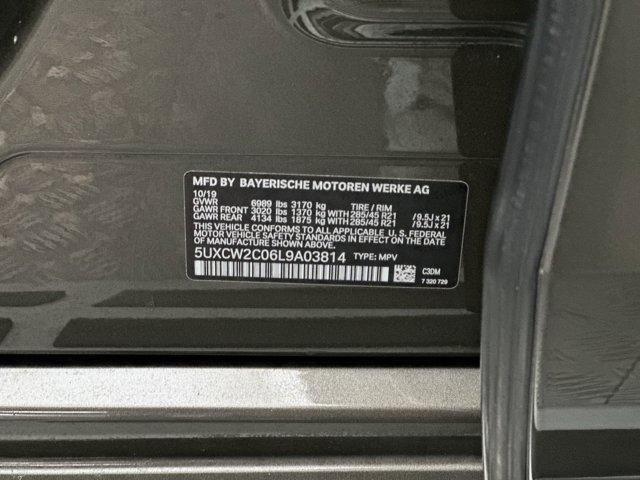 MFD BY BAYERISCHE MOTOREN WERKE AG
10/19
GVWR 6989 lbs 3170 kg TIRE / RIM
GAWR FRONT 3020 lbs 1370 kg WITH 285/45 R21 /9.5J x 21
GAWR REAR 4134 lbs 1875 kg WITH 285/45 R21 /9.5J x 21
THIS VEHICLE CONFORMS TO ALL APPLICABLE U. S. FEDERAL
MOTOR VEHICLE SAFETY STANDARDS IN EFFECT ON THE DATE OF
MANUFACTURE SHOWN ABOVE.
5UXCW2C06L9A03814 TYPE: MPV
C3DM
7 320 729